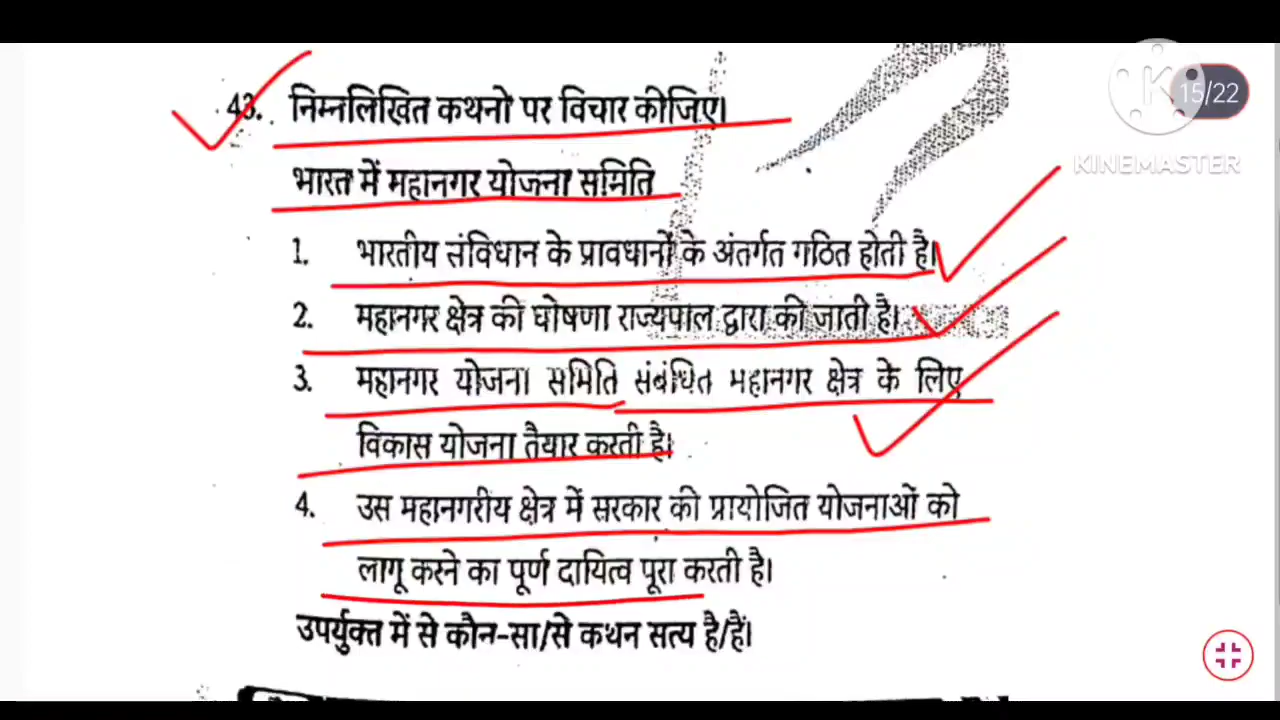 15/22
KINEMASTER
43. निम्नलिखित कथनो पर विचार कीजिए।
भारत में महानगर योजना समिति
1. भारतीय संविधान के प्रावधानों के अंतर्गत गठित होती है।
2. महानगर क्षेत्र की घोषणा राज्यपाल द्वारा की जाती है।
3. महानगर योजना समिति संबंधित महानगर क्षेत्र के लिए
विकास योजना तैयार करती है।
4. उस महानगरीय क्षेत्र में सरकार की प्रायोजित योजनाओं को
लागू करने का पूर्ण दायित्व पूरा करती है।
उपर्युक्त में से कौन-सा/से कथन सत्य है/हैं।